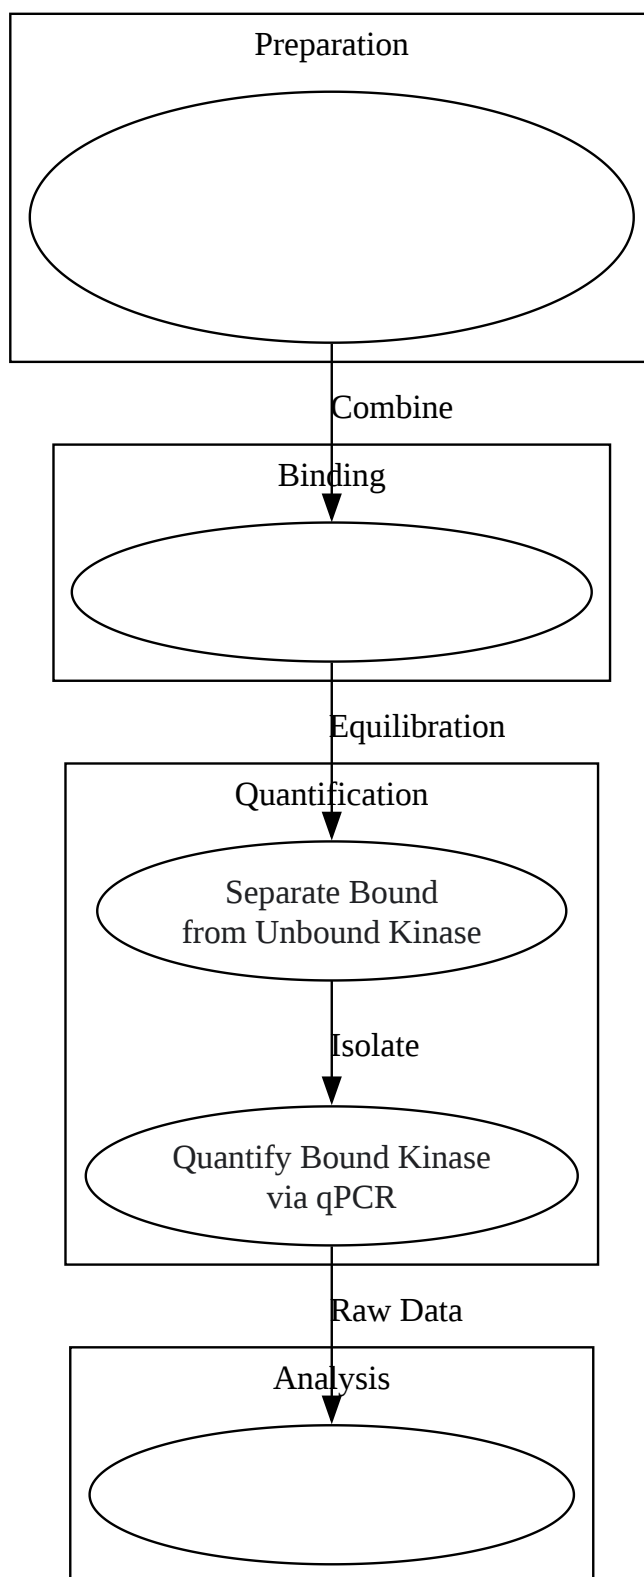 Preparation
Combine
Binding
Equilibration
Quantification
Separate Bound
from Unbound Kinase
Isolate
Quantify Bound Kinase
via qPCR
Raw Data
Analysis